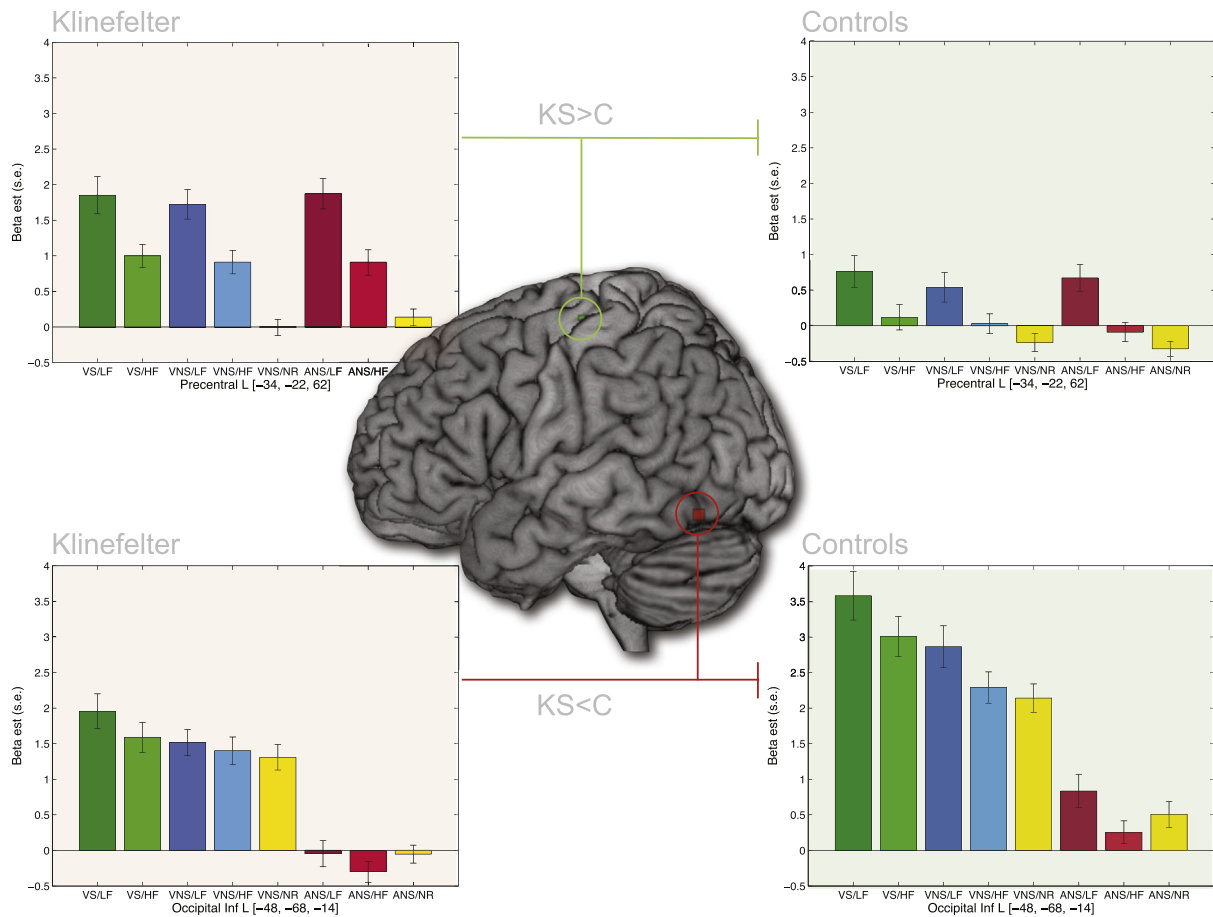 Klinefelter
Controls
4
3.5
3
2.5
2
1.5
1
0.5
0
−0.5
Beta est (s.e.)
VS/LF VS/HF VNS/LF VNS/HF VNS/NR ANS/LF ANS/HF
Precentral L [−34, −22, 62]
KS>C
4
3.5
3
2.5
2
1.5
1
0.5
0
−0.5
Beta est (s.e.)
VS/LF VS/HF VNS/LF VNS/HF VNS/NR ANS/LF ANS/HF ANS/NR
Precentral L [−34, −22, 62]
Klinefelter
Controls
4
3.5
3
2.5
2
1.5
1
0.5
0
−0.5
Beta est (s.e.)
VS/LF VS/HF VNS/LF VNS/HF VNS/NR ANS/LF ANS/HF ANS/NR
Occipital Inf L [−48, −68, −14]
KS<C
4
3.5
3
2.5
2
1.5
1
0.5
0
−0.5
Beta est (s.e.)
VS/LF VS/HF VNS/LF VNS/HF VNS/NR ANS/LF ANS/HF ANS/NR
Occipital Inf L [−48, −68, −14]